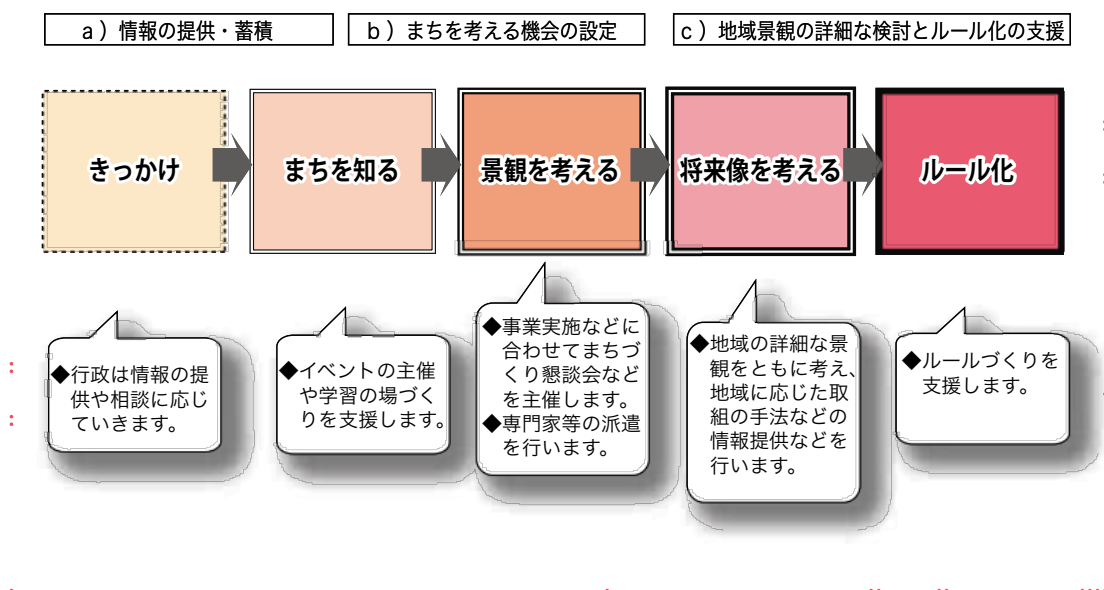 a）情報の提供・蓄積
b）まちを考える機会の設定
c）地域景観の詳細な検討とルール化の支援
きっかけ
まちを知る
景観を考える
将来像を考える
ルール化
◆行政は情報の提
供や相談に応じ
ていきます。
◆イベントの主催
や学習の場づく
りを支援します。
◆事業実施などに
合わせてまちづ
くり懇談会など
を主催します。
◆専門家等の派遣
を行います。
◆地域の詳細な景
観をともに考え、
地域に応じた取
組の手法などの
情報提供などを
行います。
◆ルールづくりを
支援します。